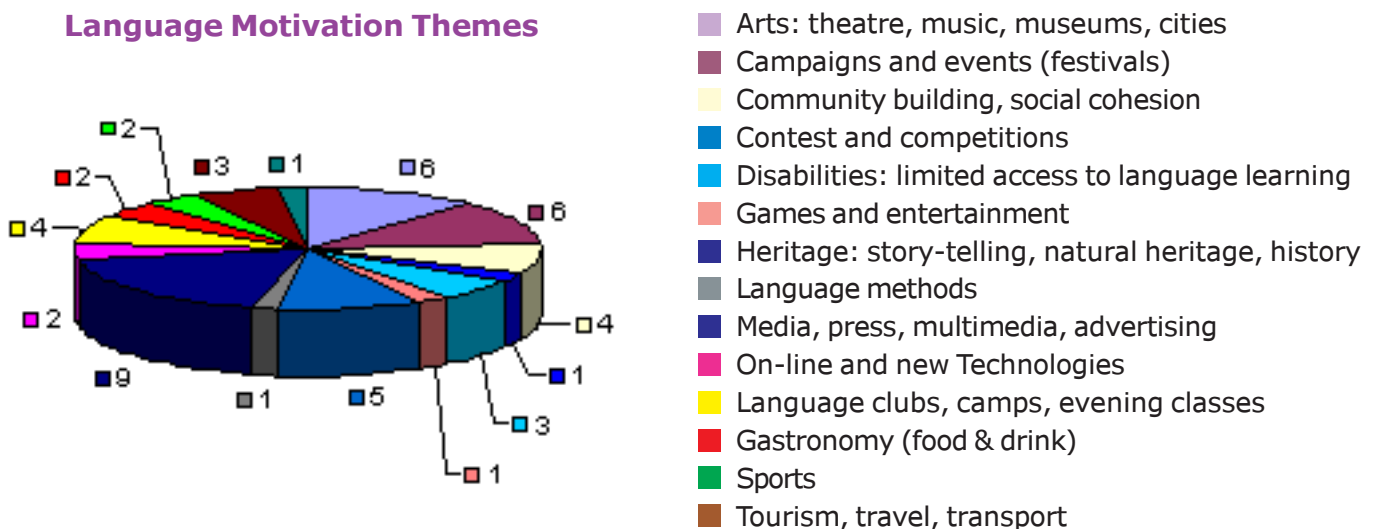 Language Motivation Themes
2
3
1
6
2
6
4
4
2
1
9
1
5
3
1
Arts: theatre, music, museums, cities
Campaigns and events (festivals)
Community building, social cohesion
Contest and competitions
Disabilities: limited access to language learning
Games and entertainment
Heritage: story-telling, natural heritage, history
Language methods
Media, press, multimedia, advertising
On-line and new Technologies
Language clubs, camps, evening classes
Gastronomy (food & drink)
Sports
Tourism, travel, transport